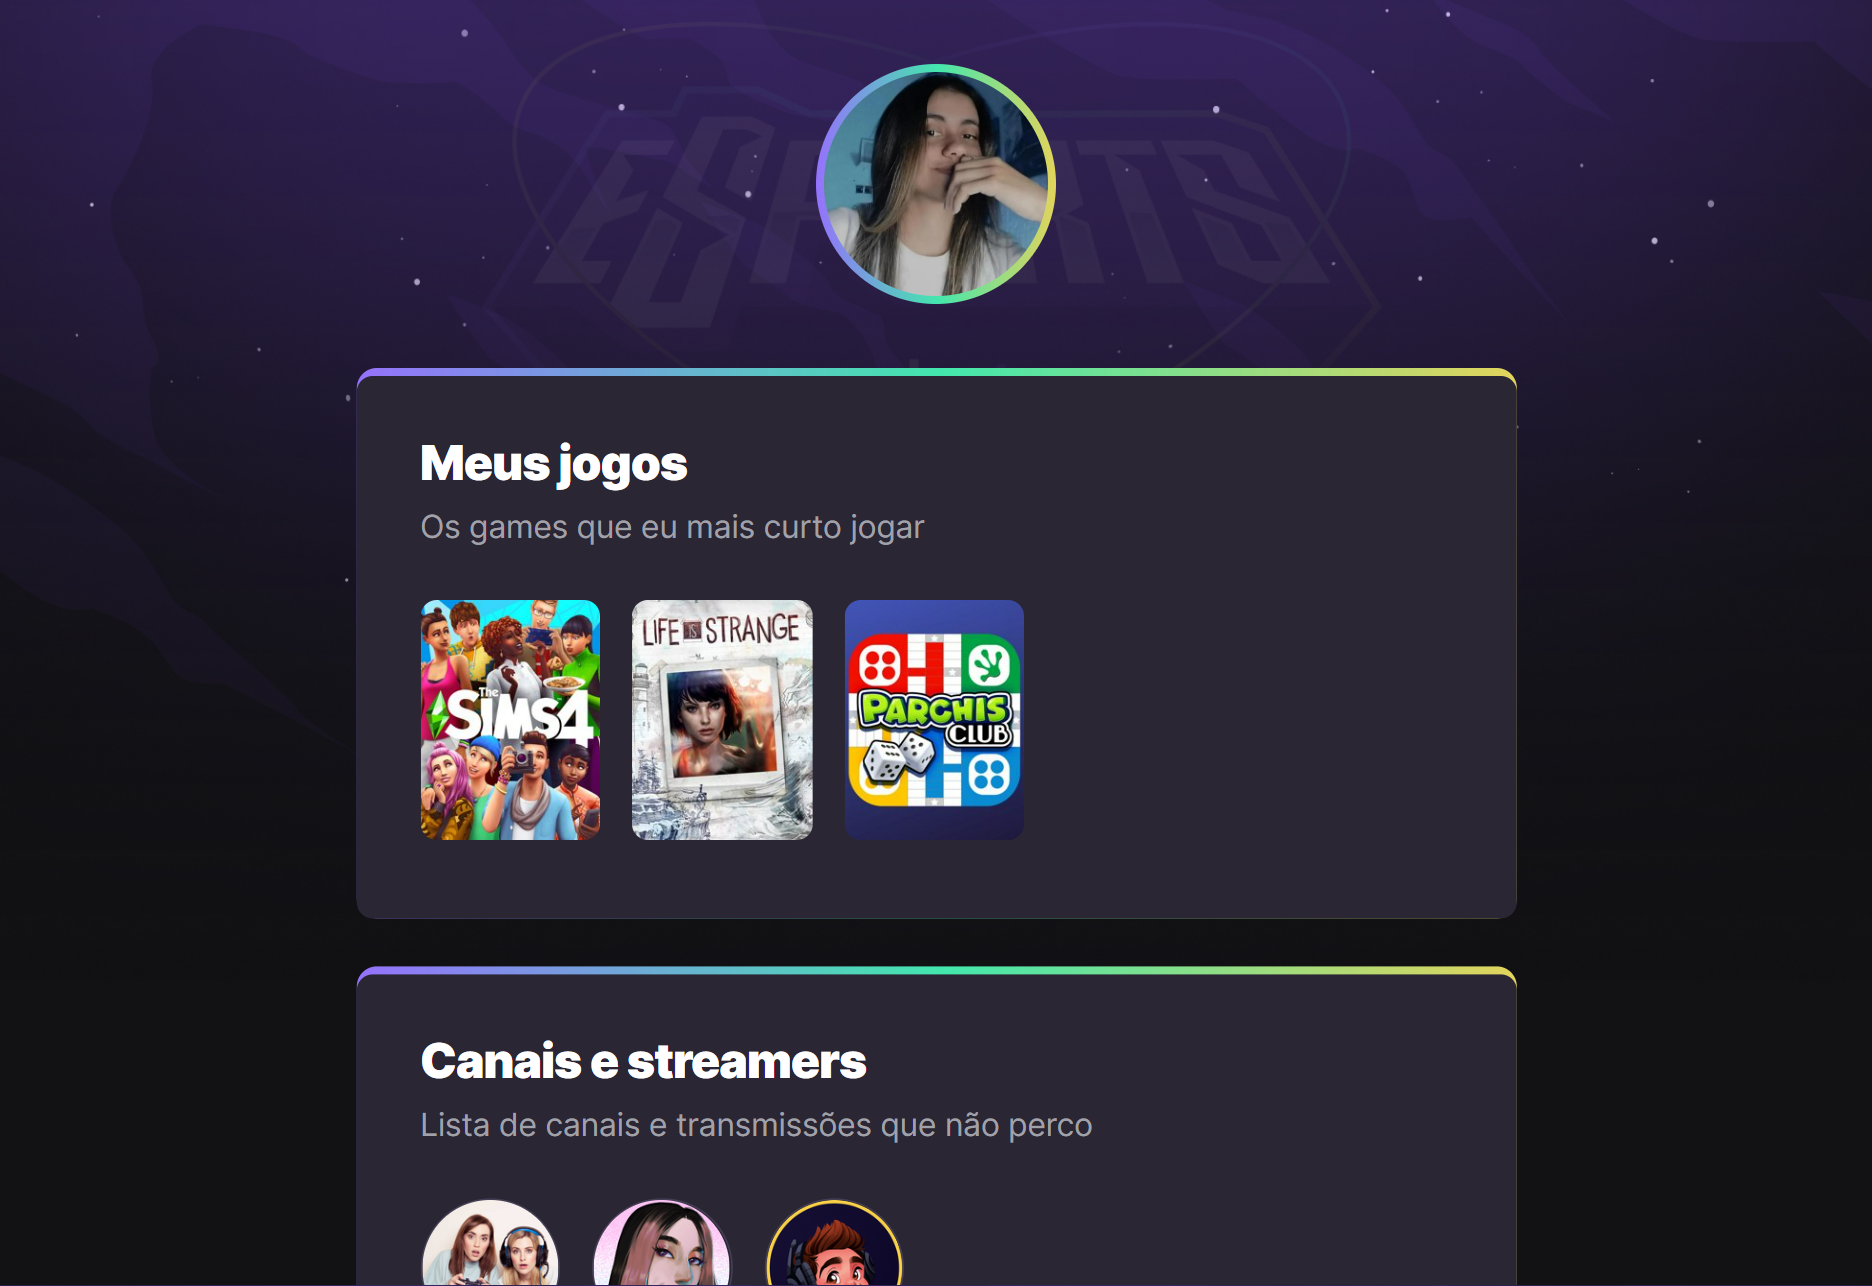 ESPORTS
Meus jogos
Os games que eu mais curto jogar
The
SiMS4
LIFE IS STRANGE
PARCHIS
CLUB
Canais e streamers
Lista de canais e transmissões que não perco